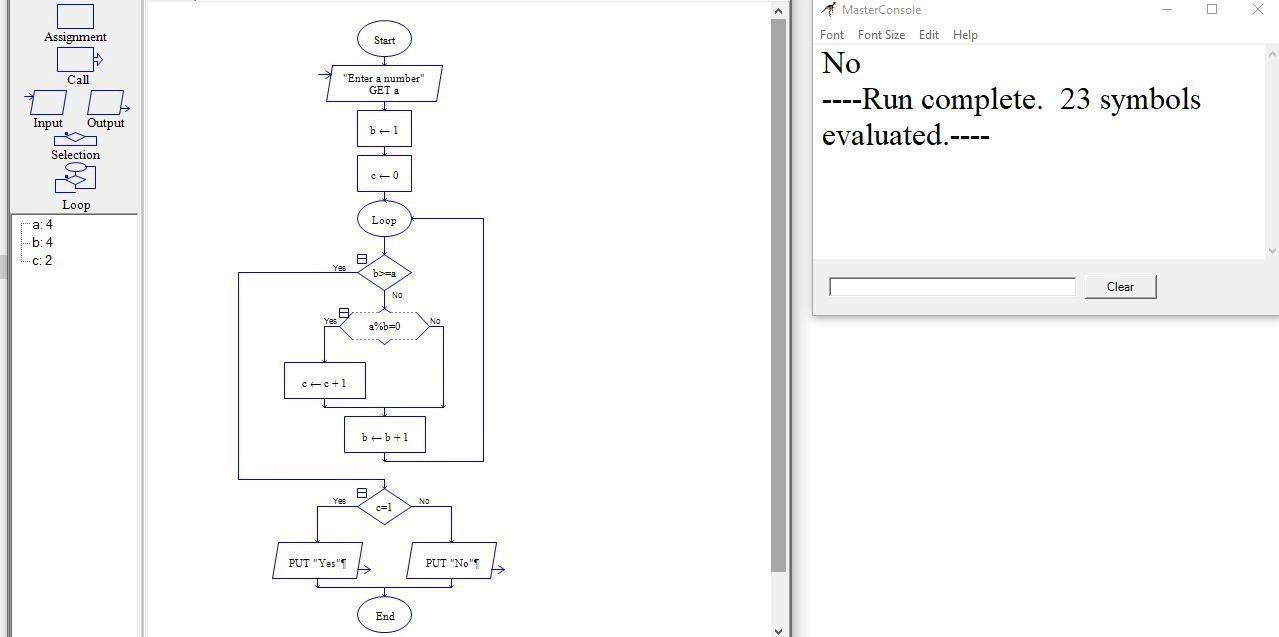 Assignment
Call
Input Output
Selection
Loop
a: 4
b: 4
c: 2
Start
"Enter a number"
GET a
b ← 1
c ← 0
Loop
b>=a
Yes
No
a%b=0
Yes
No
c ← c + 1
b ← b + 1
c=1
Yes
No
PUT "Yes"¶
PUT "No"¶
End
MasterConsole
Font Font Size Edit Help
No
----Run complete.  23 symbols
evaluated.----
Clear